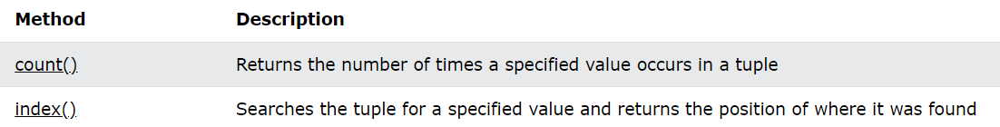 Method Description
count() Returns the number of times a specified value occurs in a tuple
index() Searches the tuple for a specified value and returns the position of where it was found